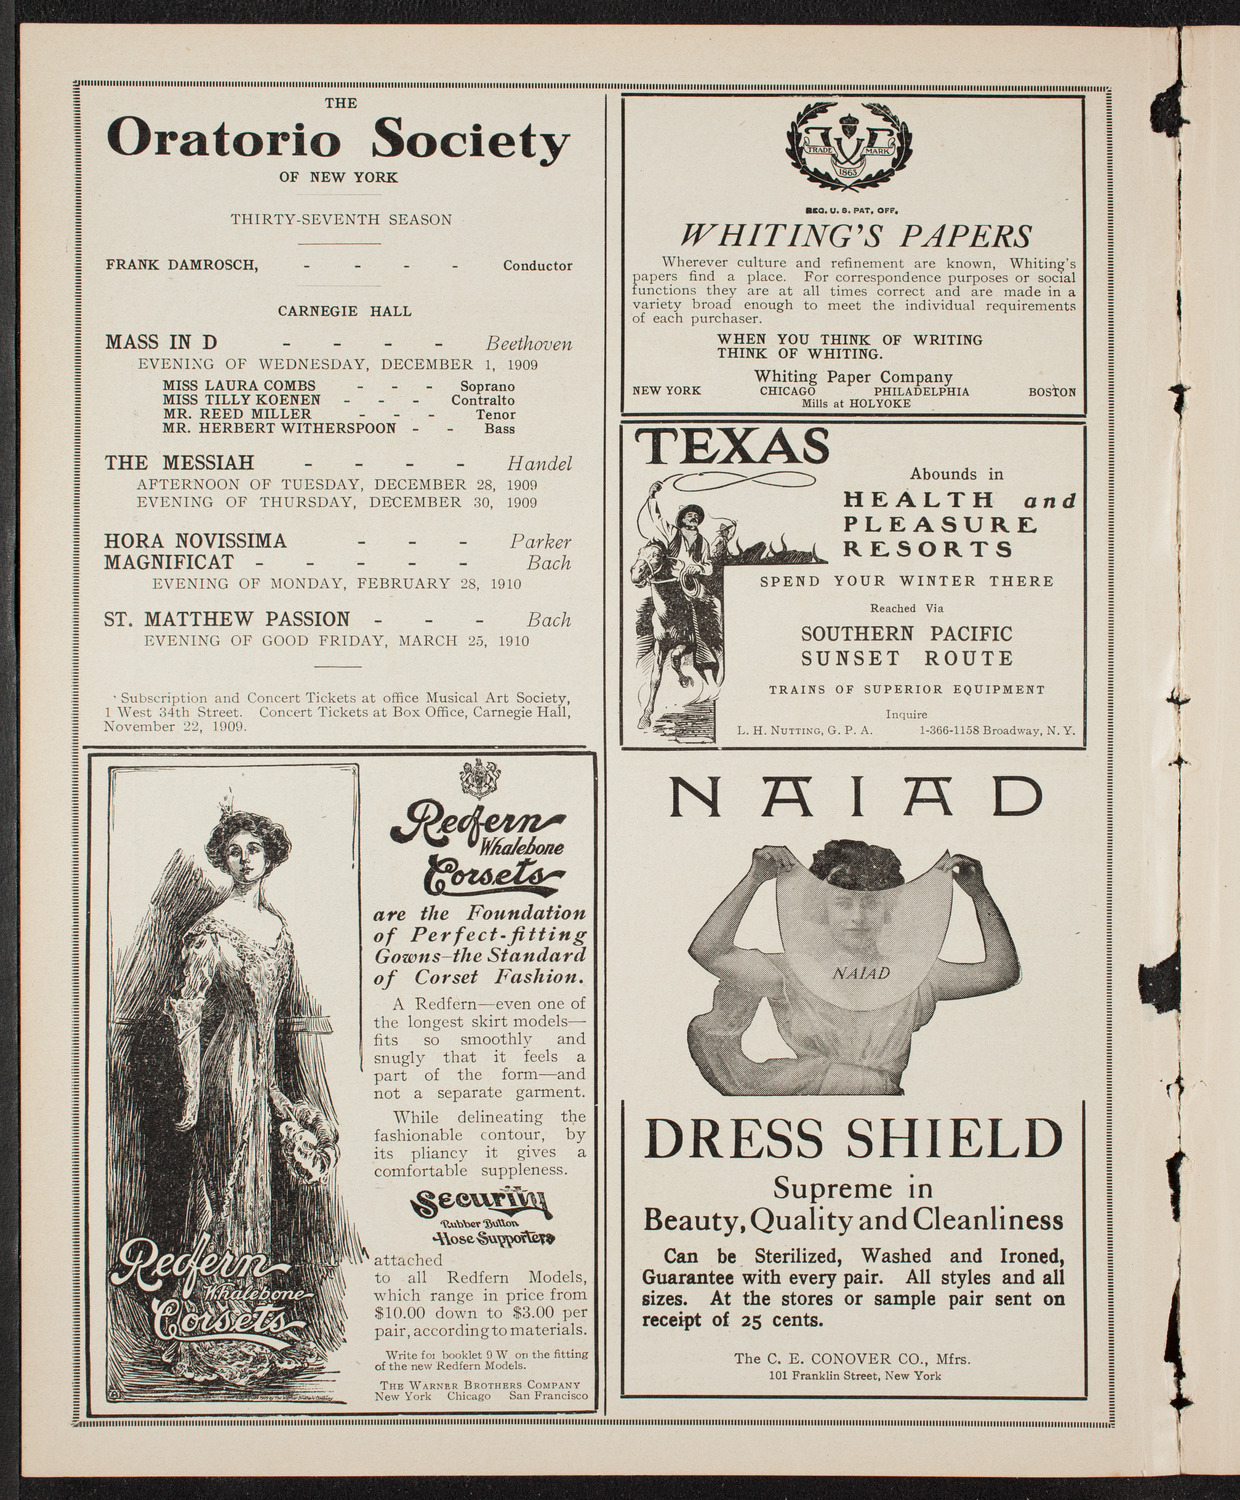 THE
Oratorio Society
OF NEW YORK
THIRTY-SEVENTH SEASON
FRANK DAMROSCH, - - - - Conductor
CARNEGIE HALL
MASS IN D - - - - Beethoven
EVENING OF WEDNESDAY, DECEMBER 1, 1909
MISS LAURA COMBS - - - Soprano
MISS TILLY KOENEN - - - Contralto
MR. REED MILLER - - - Tenor
MR. HERBERT WITHERSPOON - - Bass
THE MESSIAH - - - - Handel
AFTERNOON OF TUESDAY, DECEMBER 28, 1909
EVENING OF THURSDAY, DECEMBER 30, 1909
HORA NOVISSIMA - - - Parker
MAGNIFICAT - - - - - Bach
EVENING OF MONDAY, FEBRUARY 28, 1910
ST. MATTHEW PASSION - - - Bach
EVENING OF GOOD FRIDAY, MARCH 25, 1910
Subscription and Concert Tickets at office Musical Art Society,
1 West 34th Street. Concert Tickets at Box Office, Carnegie Hall,
November 22, 1909.
Redfern
Whalebone
Corsets
are the Foundation
of Perfect-fitting
Gowns—the Standard
of Corset Fashion.
A Redfern—even one of
the longest skirt models—
fits so smoothly and
snugly that it feels a
part of the form—and
not a separate garment.
While delineating the
fashionable contour, by
its pliancy it gives a
comfortable suppleness.
Security
Rubber Button
Hose Supporters
attached
to all Redfern Models,
which range in price from
$10.00 down to $3.00 per
pair, according to materials.
Write for booklet 9 W on the fitting
of the new Redfern Models.
THE WARNER BROTHERS COMPANY
New York Chicago San Francisco
Redfern
Whalebone
Corsets
TRADE MARK
1865
REG. U. S. PAT. OFF.
WHITING'S PAPERS
Wherever culture and refinement are known, Whiting's
papers find a place. For correspondence purposes or social
functions they are at all times correct and are made in a
variety broad enough to meet the individual requirements
of each purchaser.
WHEN YOU THINK OF WRITING
THINK OF WHITING.
Whiting Paper Company
NEW YORK CHICAGO PHILADELPHIA BOSTON
Mills at HOLYOKE
TEXAS
Abounds in
HEALTH and
PLEASURE
RESORTS
SPEND YOUR WINTER THERE
Reached Via
SOUTHERN PACIFIC
SUNSET ROUTE
TRAINS OF SUPERIOR EQUIPMENT
Inquire
L. H. NUTTING, G. P. A. 1-366-1158 Broadway, N. Y.
NAIAD
NAIAD
DRESS SHIELD
Supreme in
Beauty, Quality and Cleanliness
Can be Sterilized, Washed and Ironed,
Guarantee with every pair. All styles and all
sizes. At the stores or sample pair sent on
receipt of 25 cents.
The C. E. CONOVER CO., Mfrs.
101 Franklin Street, New York